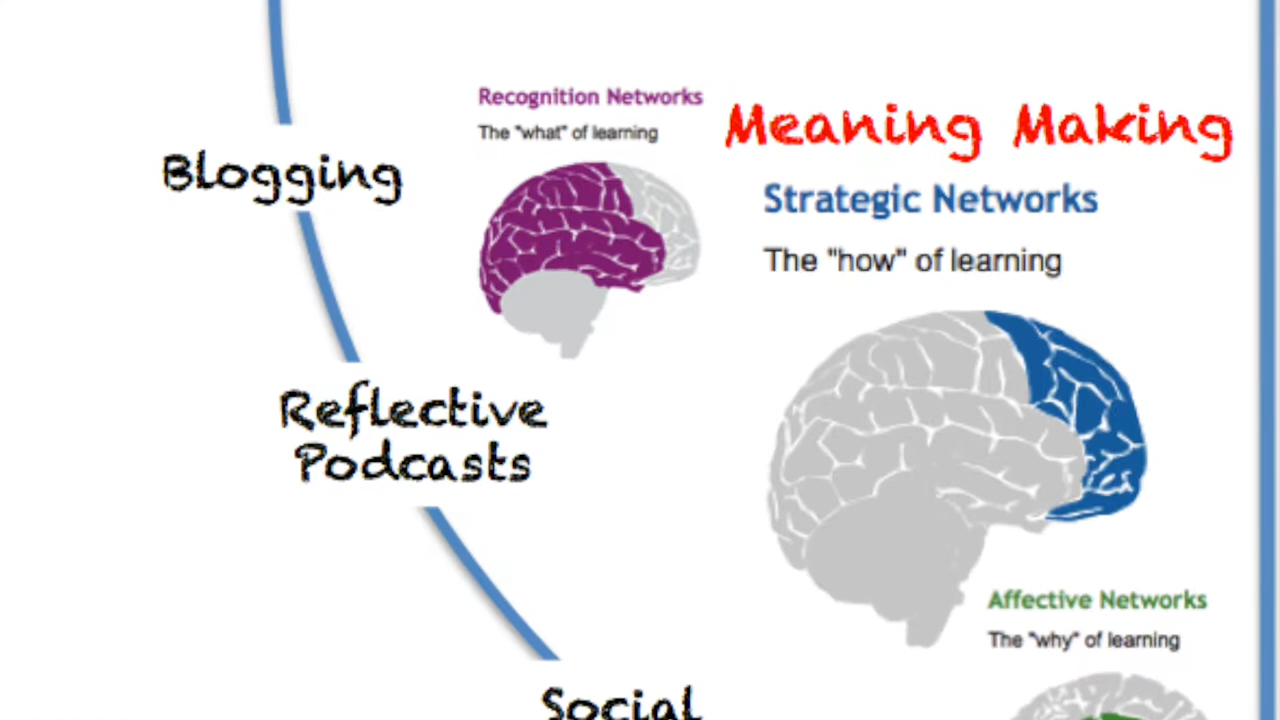 Recognition Networks
The "what" of learning
Meaning Making
Blogging
Strategic Networks
The "how" of learning
Reflective
Podcasts
Affective Networks
The "why" of learning
Social